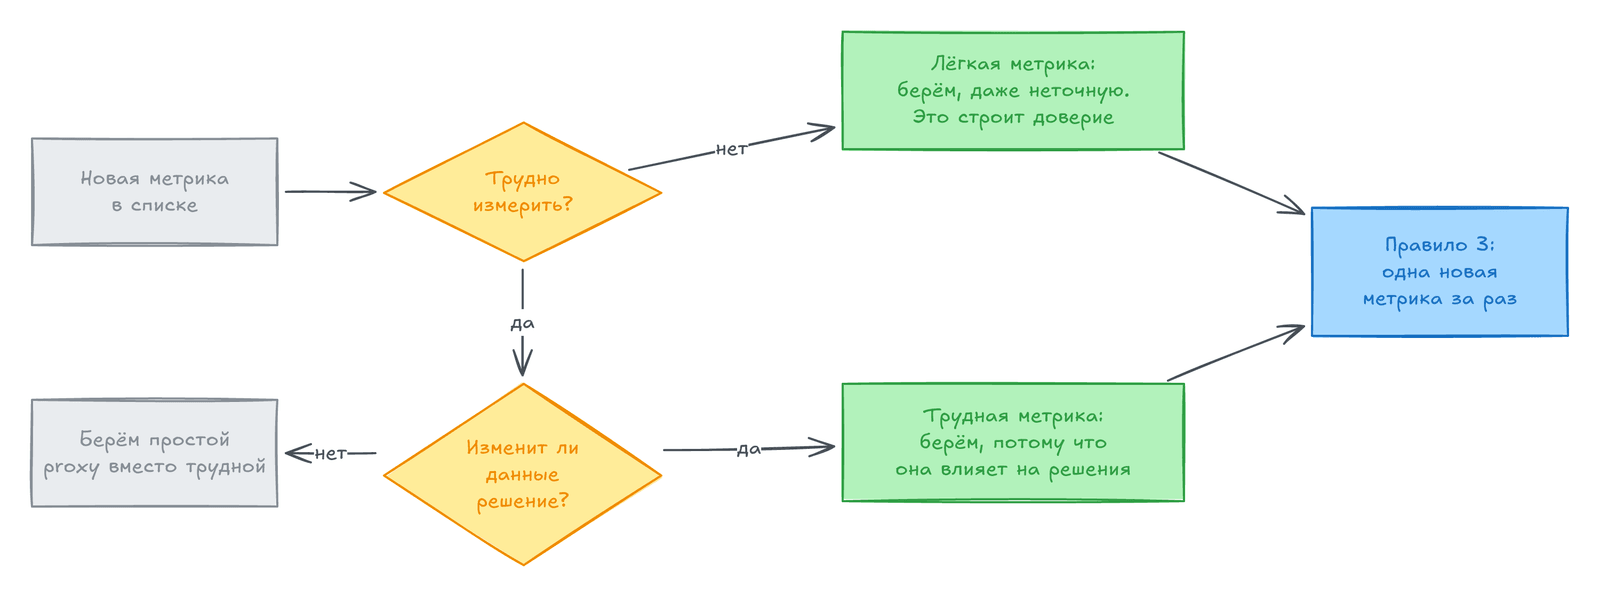 Новая метрика
в списке
Трудно
измерить?
нет
Лёгкая метрика:
берём, даже неточную.
Это строит доверие
Правило 3:
одна новая
метрика за раз
да
Берём простой
proxy вместо трудной
нет
Изменит ли
данные
решение?
да
Трудная метрика:
берём, потому что
она влияет на решения